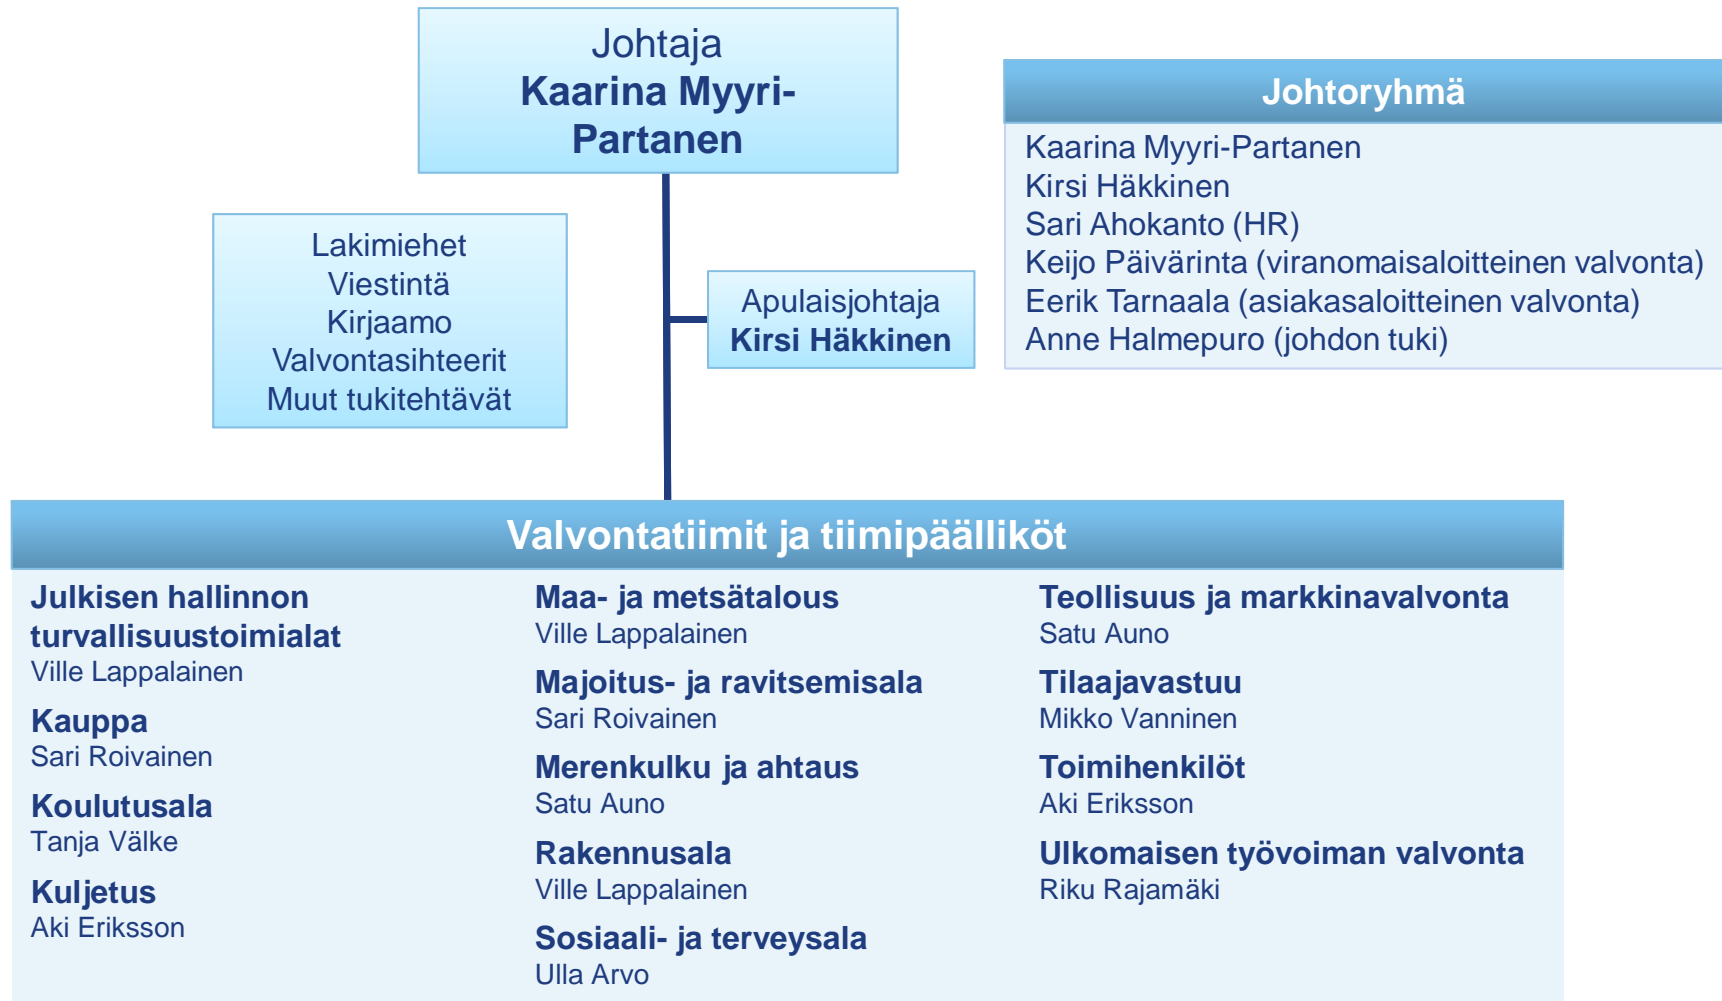 Johtaja
Kaarina Myyri-
Partanen
Johtoryhmä
Kaarina Myyri-Partanen
Kirsi Häkkinen
Sari Ahokanto (HR)
Keijo Päivärinta (viranomaisaloitteinen valvonta)
Eerik Tarnaala (asiakasaloitteinen valvonta)
Anne Halmepuro (johdon tuki)
Lakimiehet
Viestintä
Kirjaamo
Valvontasihteerit
Muut tukitehtävät
Apulaisjohtaja
Kirsi Häkkinen
Valvontatiimit ja tiimipäälliköt
Julkisen hallinnon
turvallisuustoimialat
Ville Lappalainen
Kauppa
Sari Roivainen
Koulutusala
Tanja Välke
Kuljetus
Aki Eriksson
Maa- ja metsätalous
Ville Lappalainen
Majoitus- ja ravitsemisala
Sari Roivainen
Merenkulku ja ahtaus
Satu Auno
Rakennusala
Ville Lappalainen
Sosiaali- ja terveysala
Ulla Arvo
Teollisuus ja markkinavalvonta
Satu Auno
Tilaajavastuu
Mikko Vanninen
Toimihenkilöt
Aki Eriksson
Ulkomaisen työvoiman valvonta
Riku Rajamäki